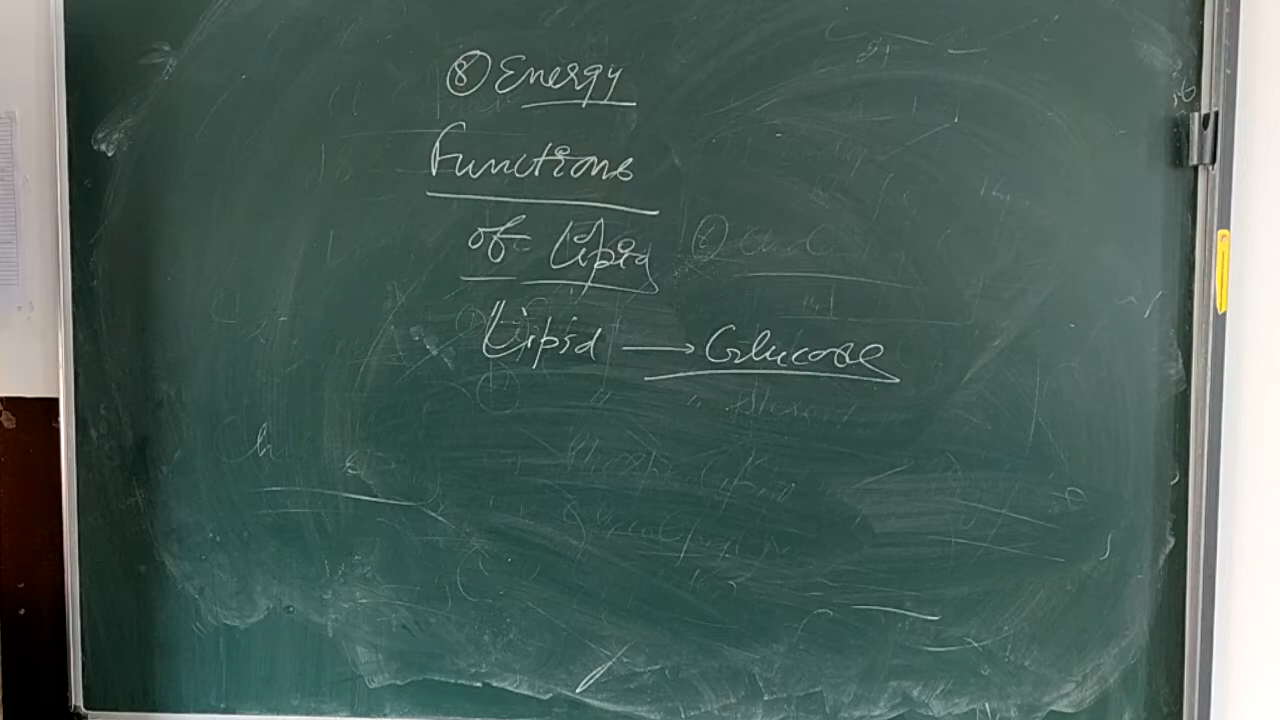 ⑧ Energy
Functions
of Lipid
Lipid → Glucose